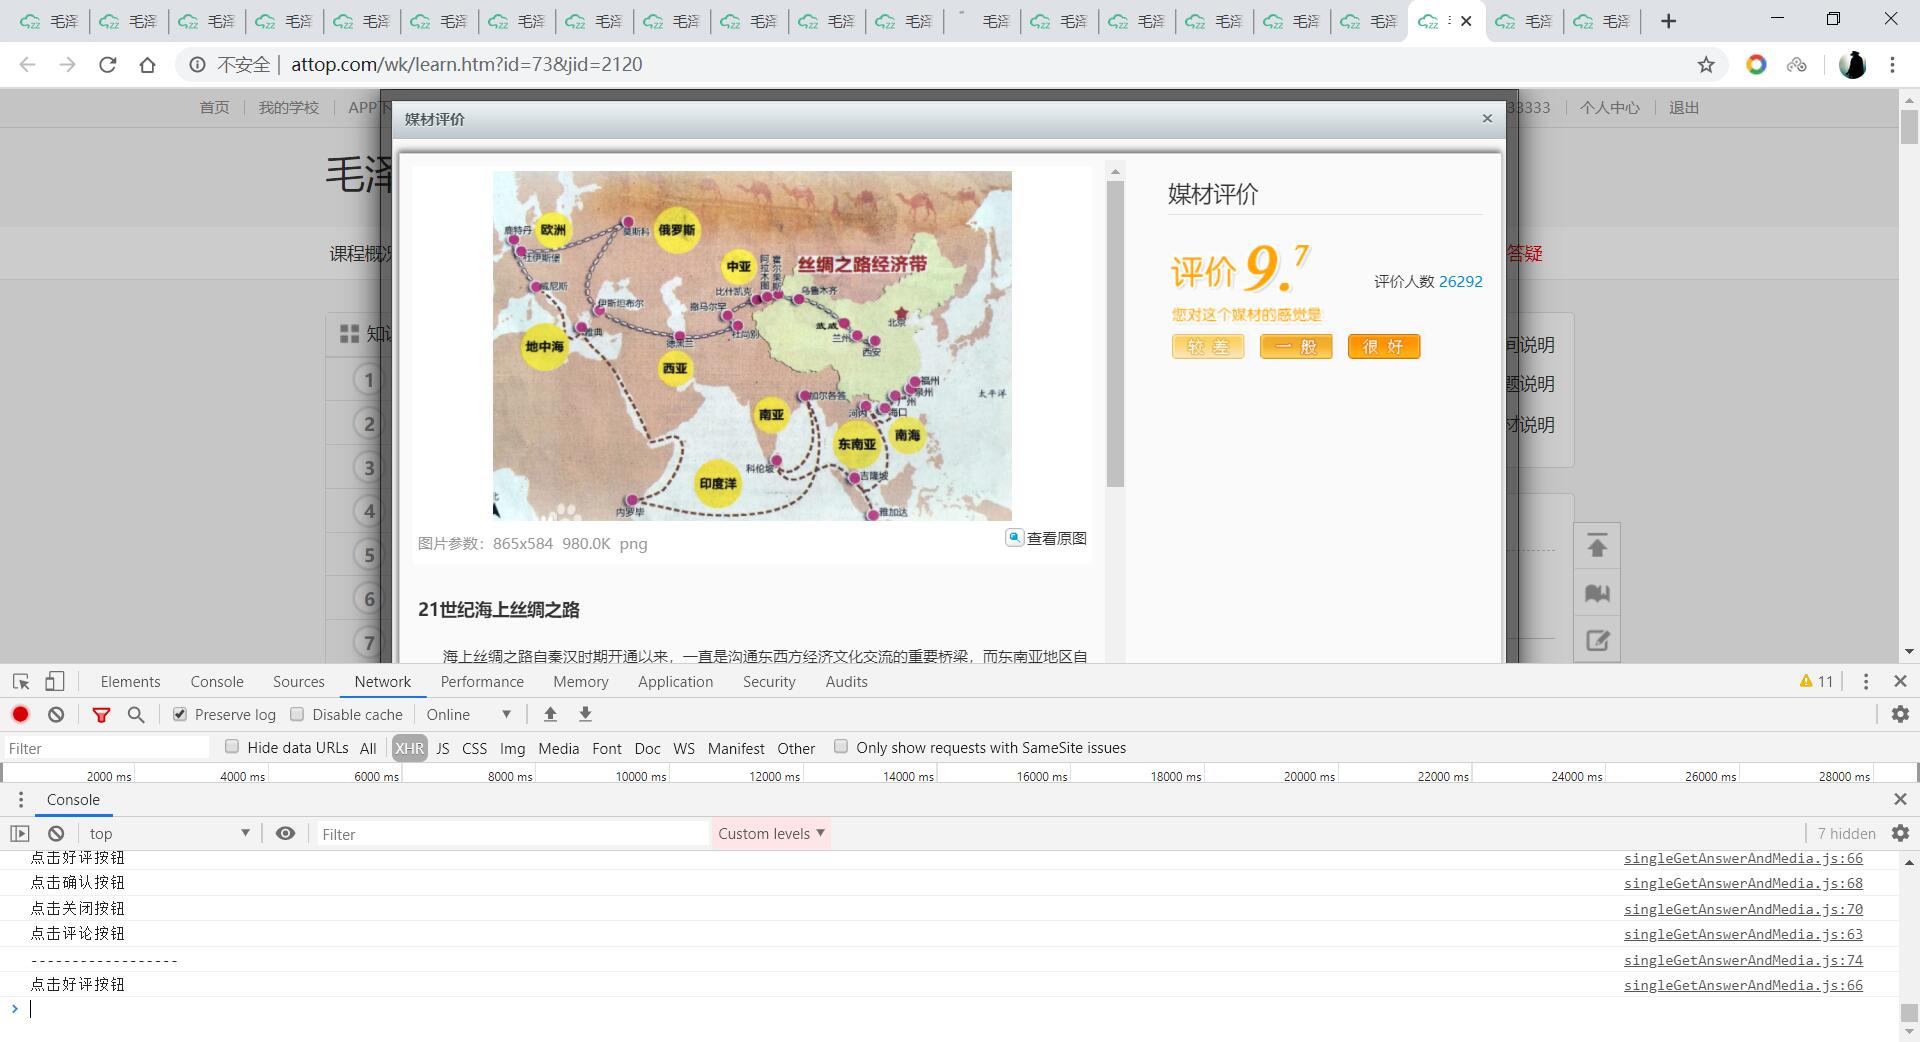 毛泽 毛泽 毛泽 毛泽 毛泽 毛泽 毛泽 毛泽 毛泽 毛泽 毛泽 毛泽 毛泽 毛泽 毛泽 毛泽 毛泽 毛泽 毛泽 毛泽
不安全 | attop.com/wk/learn.htm?id=73&jid=2120
首页 我的学校 APP下 33333 个人中心 退出
媒材评价
毛泽
课程概况
答疑
媒材评价
评价 9.7
评价人数 26292
您对这个媒材的感觉是
较差 一般 很好
丝绸之路经济带
鹿特丹 欧洲 莫斯科 俄罗斯
杜伊斯堡 中亚 阿拉木图 霍尔果斯
威尼斯 比什凯克 乌鲁木齐
伊斯坦布尔 撒马尔罕 北京
雅典 杜尚别 武威
地中海 德黑兰 兰州
西亚 西安
加尔各答 福州
泉州 太平洋
南亚 河内 广州
海口
东南亚 南海
科伦坡
印度洋 吉隆坡
北
内罗毕 雅加达
图片参数: 865x584 980.0K png
查看原图
21世纪海上丝绸之路
海上丝绸之路自秦汉时期开通以来，一直是沟通东西方经济文化交流的重要桥梁，而东南亚地区自
知识
1
2
3
4
5
6
7
间说明
题说明
材说明
Elements Console Sources Network Performance Memory Application Security Audits 11
Preserve log Disable cache Online
Filter Hide data URLs All XHR JS CSS Img Media Font Doc WS Manifest Other Only show requests with SameSite issues
2000 ms 4000 ms 6000 ms 8000 ms 10000 ms 12000 ms 14000 ms 16000 ms 18000 ms 20000 ms 22000 ms 24000 ms 26000 ms 28000 ms
Console
top Filter Custom levels 7 hidden
点击好评按钮 singleGetAnswerAndMedia.js:66
点击确认按钮 singleGetAnswerAndMedia.js:68
点击关闭按钮 singleGetAnswerAndMedia.js:70
点击评论按钮 singleGetAnswerAndMedia.js:63
------------------ singleGetAnswerAndMedia.js:74
点击好评按钮 singleGetAnswerAndMedia.js:66